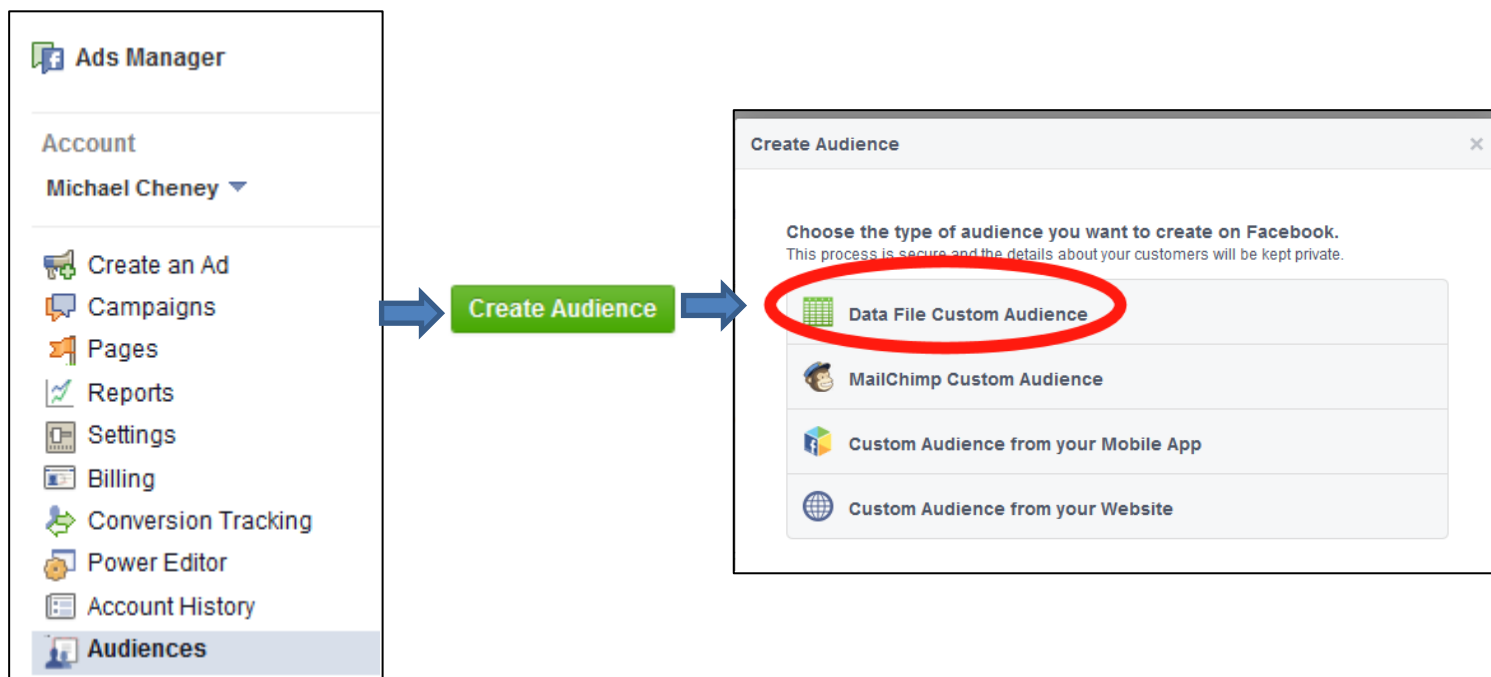 Ads Manager
Account
Michael Cheney
Create an Ad
Campaigns
Pages
Reports
Settings
Billing
Conversion Tracking
Power Editor
Account History
Audiences
Create Audience
Create Audience
Choose the type of audience you want to create on Facebook.
This process is secure and the details about your customers will be kept private.
Data File Custom Audience
MailChimp Custom Audience
Custom Audience from your Mobile App
Custom Audience from your Website